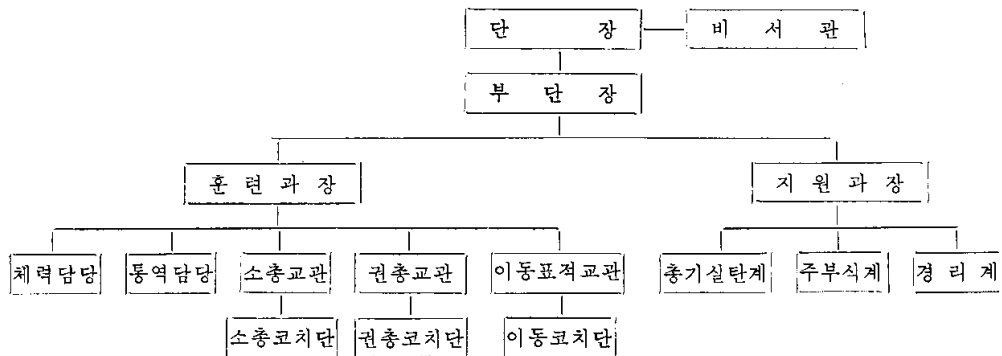 단 장 비 서 관
부 단 장
훈 련 과 장 지 원 과 장
체력담당 통역담당 소총교관 권총교관 이동표적교관 총기실탄계 주부식계 경 리 계
소총코치단 권총코치단 이동코치단